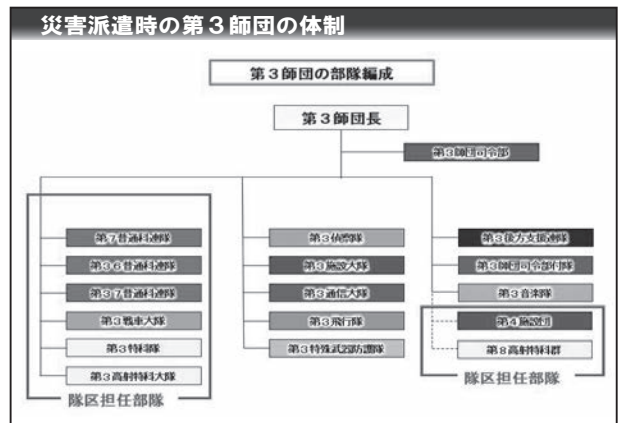 災害派遣時の第３師団の体制
第３師団の部隊編成
第３師団長
第３師団司令部
第７普通科連隊
第３６普通科連隊
第３７普通科連隊
第３戦車大隊
第３特科隊
第３高射特科大隊
隊区担任部隊
第３偵察隊
第３施設大隊
第３通信大隊
第３飛行隊
第３特殊武器防護隊
第３後方支援連隊
第３師団司令部付隊
第３音楽隊
第４施設団
第８高射特科群
隊区担任部隊